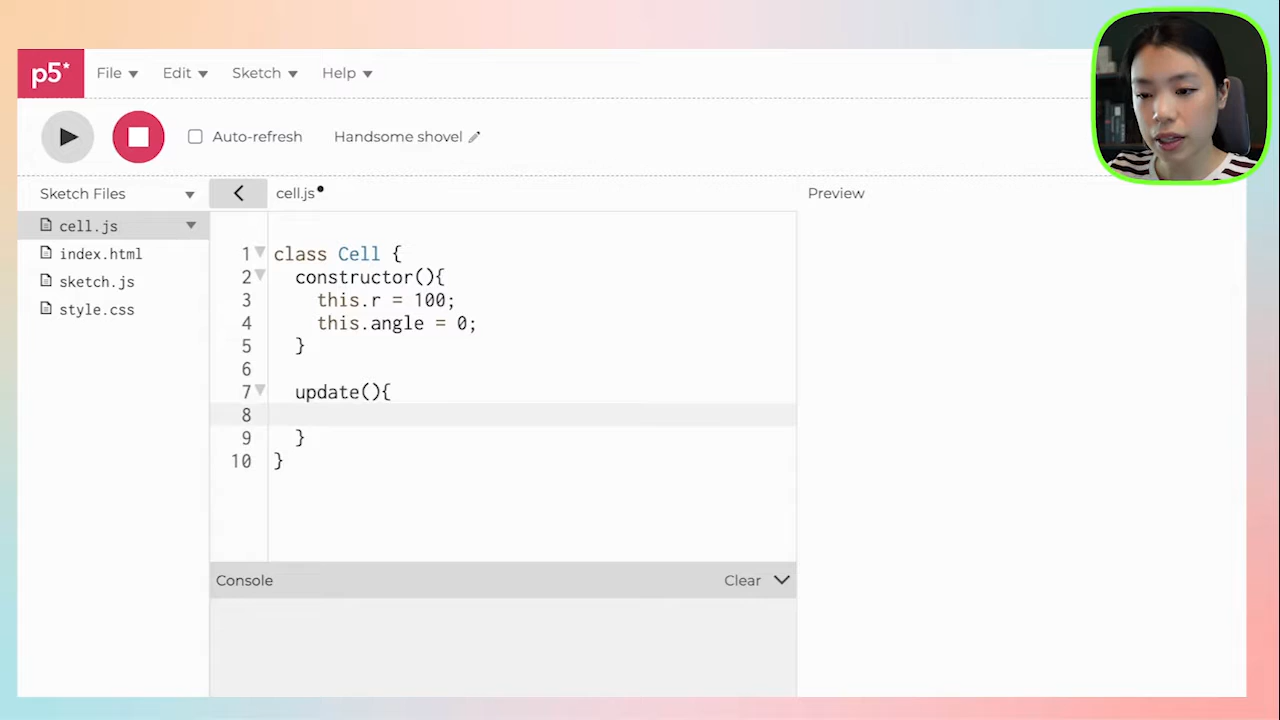 p5*
File Edit Sketch Help
Auto-refresh Handsome shovel
Sketch Files
cell.js
index.html
sketch.js
style.css
cell.js
Preview
1 class Cell {
2   constructor(){
3     this.r = 100;
4     this.angle = 0;
5   }
6
7   update(){
8
9   }
10 }
Console
Clear